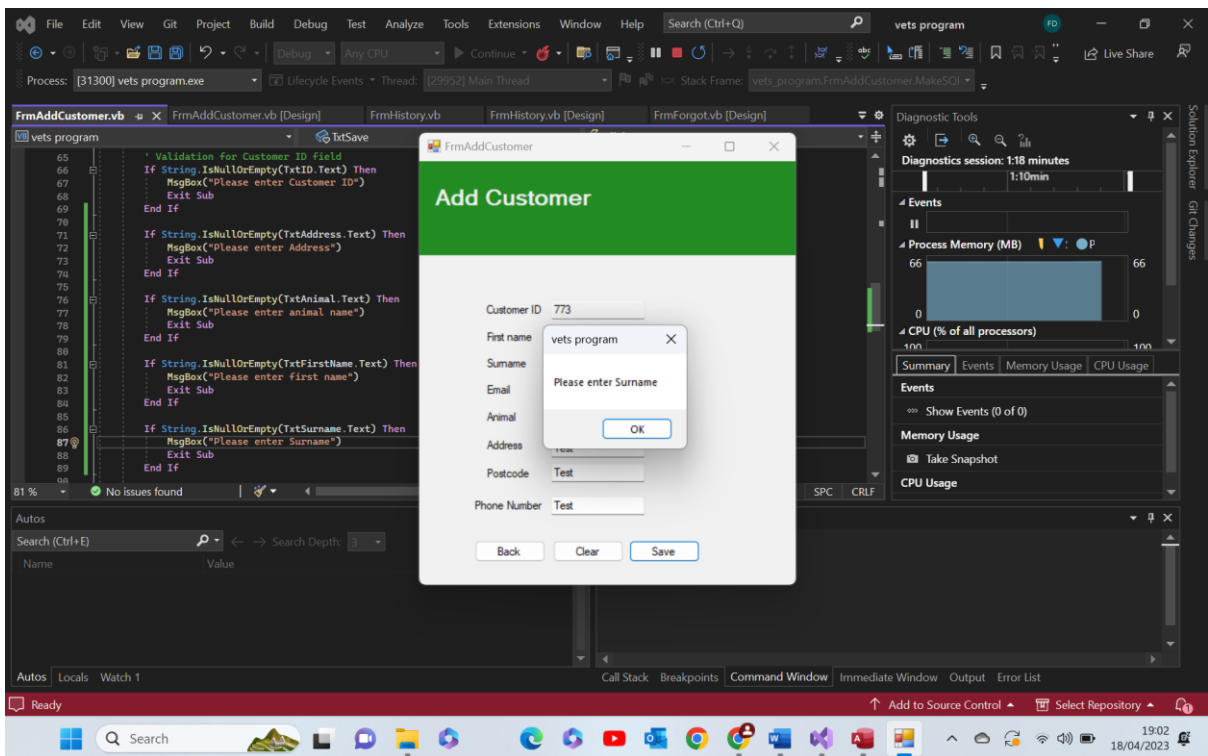 File Edit View Git Project Build Debug Test Analyze Tools Extensions Window Help Search (Ctrl+Q) vets program FD
Debug Any CPU Continue Live Share
Process: [31300] vets program.exe Lifecycle Events Thread: [29952] Main Thread Stack Frame: vets_program.FrmAddCustomer.MakeSQl
FrmAddCustomer.vb FrmAddCustomer.vb [Design] FrmHistory.vb FrmHistory.vb [Design] FrmForgot.vb [Design]
vets program TxtSave
65 ' Validation for Customer ID field
66 If String.IsNullOrEmpty(TxtID.Text) Then
67 MsgBox("Please enter Customer ID")
68 Exit Sub
69 End If
70
71 If String.IsNullOrEmpty(TxtAddress.Text) Then
72 MsgBox("Please enter Address")
73 Exit Sub
74 End If
75
76 If String.IsNullOrEmpty(TxtAnimal.Text) Then
77 MsgBox("Please enter animal name")
78 Exit Sub
79 End If
80
81 If String.IsNullOrEmpty(TxtFirstName.Text) Then
82 MsgBox("Please enter first name")
83 Exit Sub
84 End If
85
86 If String.IsNullOrEmpty(TxtSurname.Text) Then
87 MsgBox("Please enter Surname")
88 Exit Sub
89 End If
90
81 % No issues found SPC CRLF
FrmAddCustomer
Add Customer
Customer ID 773
First name
Surname
Email
Animal
Address Test
Postcode Test
Phone Number Test
Back Clear Save
vets program
Please enter Surname
OK
Diagnostic Tools
Diagnostics session: 1:18 minutes
1:10min
Events
Process Memory (MB) P
66 66
0 0
CPU (% of all processors)
100 100
Summary Events Memory Usage CPU Usage
Events
Show Events (0 of 0)
Memory Usage
Take Snapshot
CPU Usage
Solution Explorer
Git Changes
Autos
Search (Ctrl+E) Search Depth: 3
Name Value
Autos Locals Watch 1
Call Stack Breakpoints Command Window Immediate Window Output Error List
Ready Add to Source Control Select Repository
Search
19:02
18/04/2023